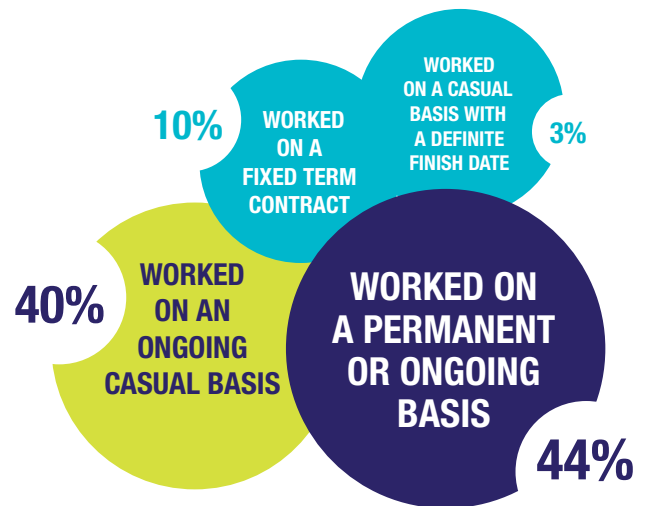 10%
WORKED
ON A
FIXED TERM
CONTRACT
WORKED
ON A CASUAL
BASIS WITH
A DEFINITE
FINISH DATE
3%
40%
WORKED
ON AN
ONGOING
CASUAL BASIS
WORKED ON
A PERMANENT
OR ONGOING
BASIS
44%